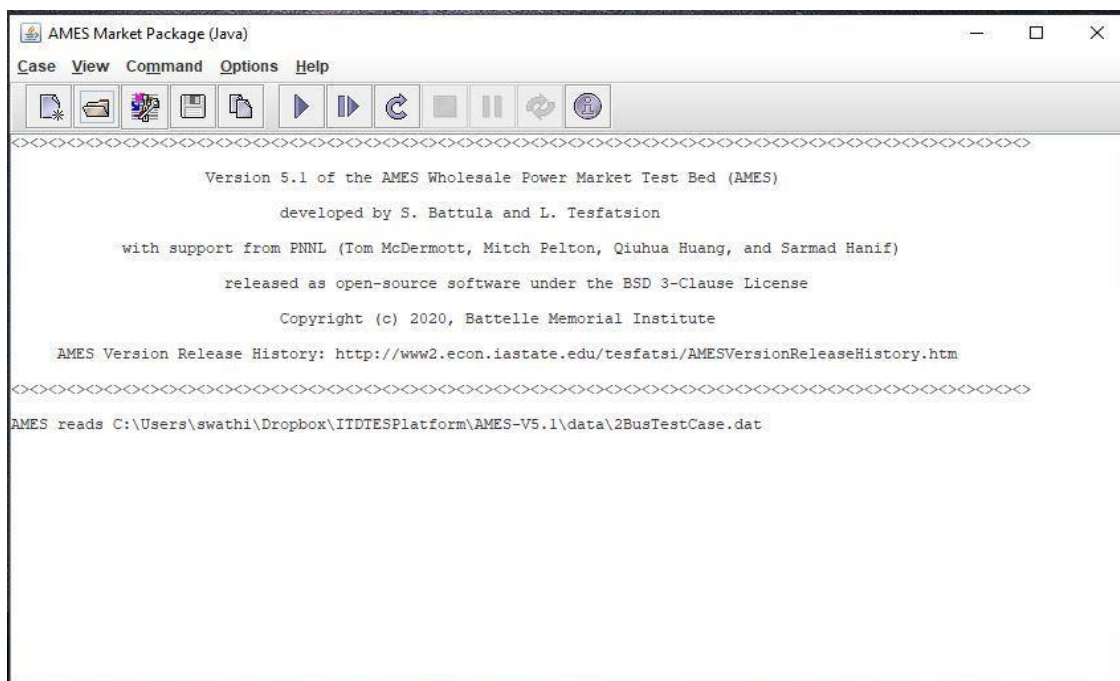 AMES Market Package (Java)
Case View Command Options Help
<><><><><><><><><><><><><><><><><><><><><><><><><><><><><><><><><><><><><><><><><><><><><><><><><><><><><><><>
Version 5.1 of the AMES Wholesale Power Market Test Bed (AMES)
developed by S. Battula and L. Tesfatsion
with support from PNNL (Tom McDermott, Mitch Pelton, Qiuhua Huang, and Sarmad Hanif)
released as open-source software under the BSD 3-Clause License
Copyright (c) 2020, Battelle Memorial Institute
AMES Version Release History: http://www2.econ.iastate.edu/tesfatsi/AMESVersionReleaseHistory.htm
<><><><><><><><><><><><><><><><><><><><><><><><><><><><><><><><><><><><><><><><><><><><><><><><><><><><><><><>
AMES reads C:\Users\swathi\Dropbox\ITDTESPlatform\AMES-V5.1\data\2BusTestCase.dat